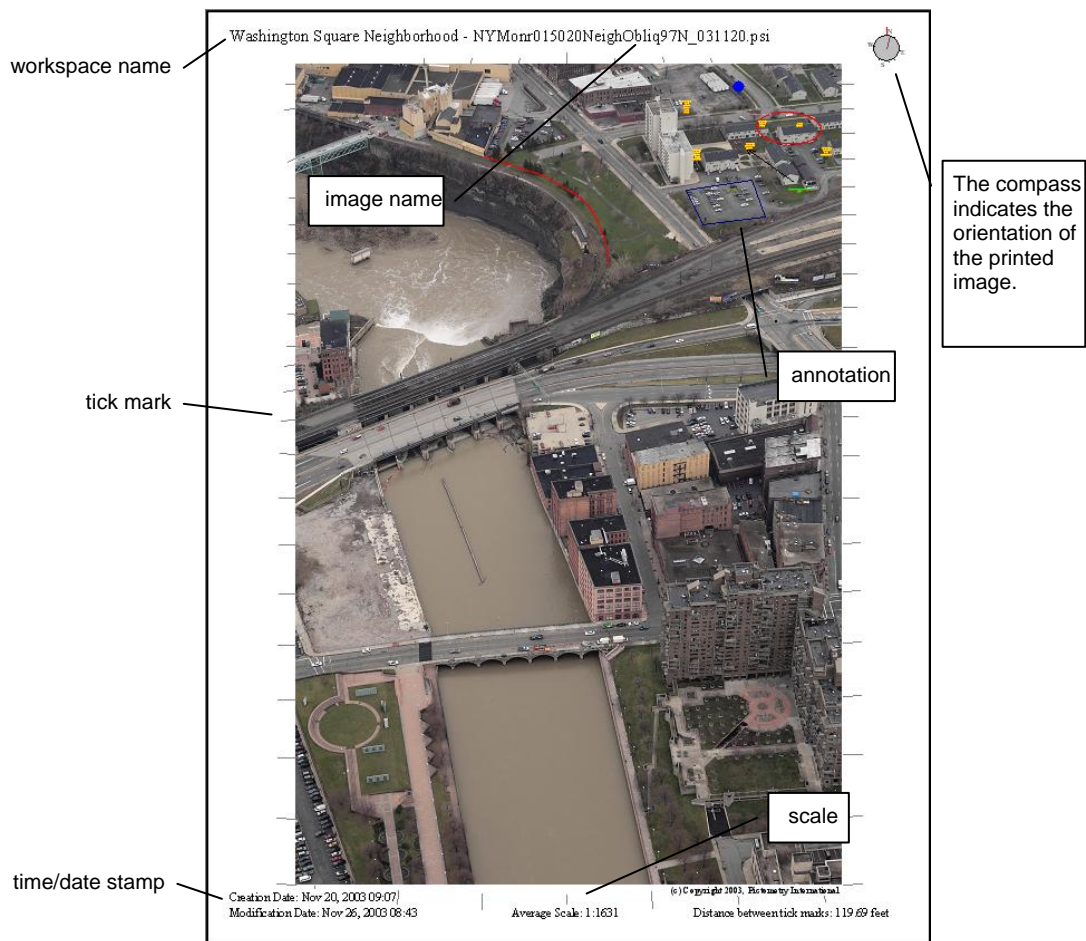 Washington Square Neighborhood - NYMonr015020NeighObliq97N_031120.psi
N
W
E
S
workspace name
image name
The compass
indicates the
orientation of
the printed
image.
annotation
tick mark
scale
time/date stamp
(c) Copyright 2003, Pictometry International
Creation Date: Nov 20, 2003 09:07
Modification Date: Nov 26, 2003 08:43
Average Scale: 1:1631
Distance between tick marks: 119.69 feet